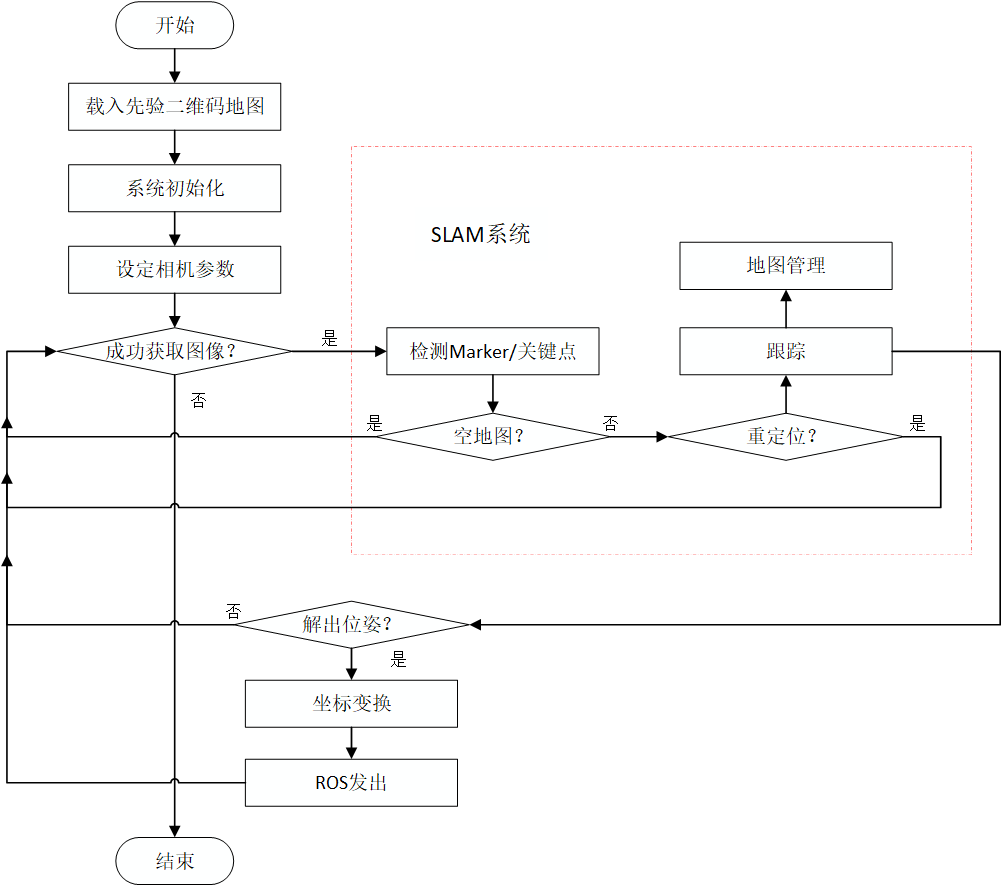 开始
载入先验二维码地图
系统初始化
SLAM系统
设定相机参数
地图管理
成功获取图像？
是
检测Marker/关键点
跟踪
否
是
空地图？
否
重定位？
是
否
解出位姿？
是
坐标变换
ROS发出
结束